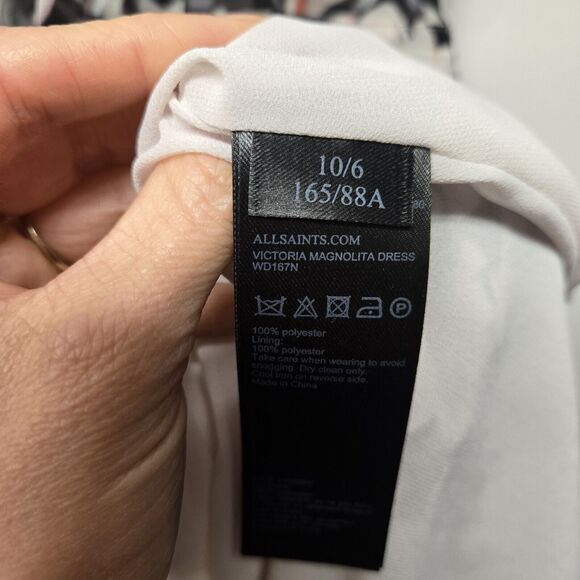 10/6
165/88A
ALLSAINTS.COM
VICTORIA MAGNOLITA DRESS
WD167N
P
100% polyester
Lining:
100% polyester
Take care when wearing to avoid
snagging. Dry clean only.
Cool iron on reverse side.
Made in China